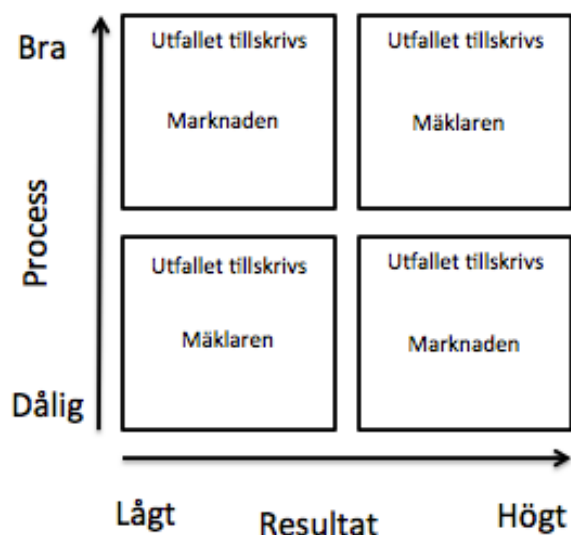 Bra
Utfallet tillskrivs
Marknaden
Utfallet tillskrivs
Mäklaren
Process
Utfallet tillskrivs
Mäklaren
Utfallet tillskrivs
Marknaden
Dålig
Lågt
Resultat
Högt